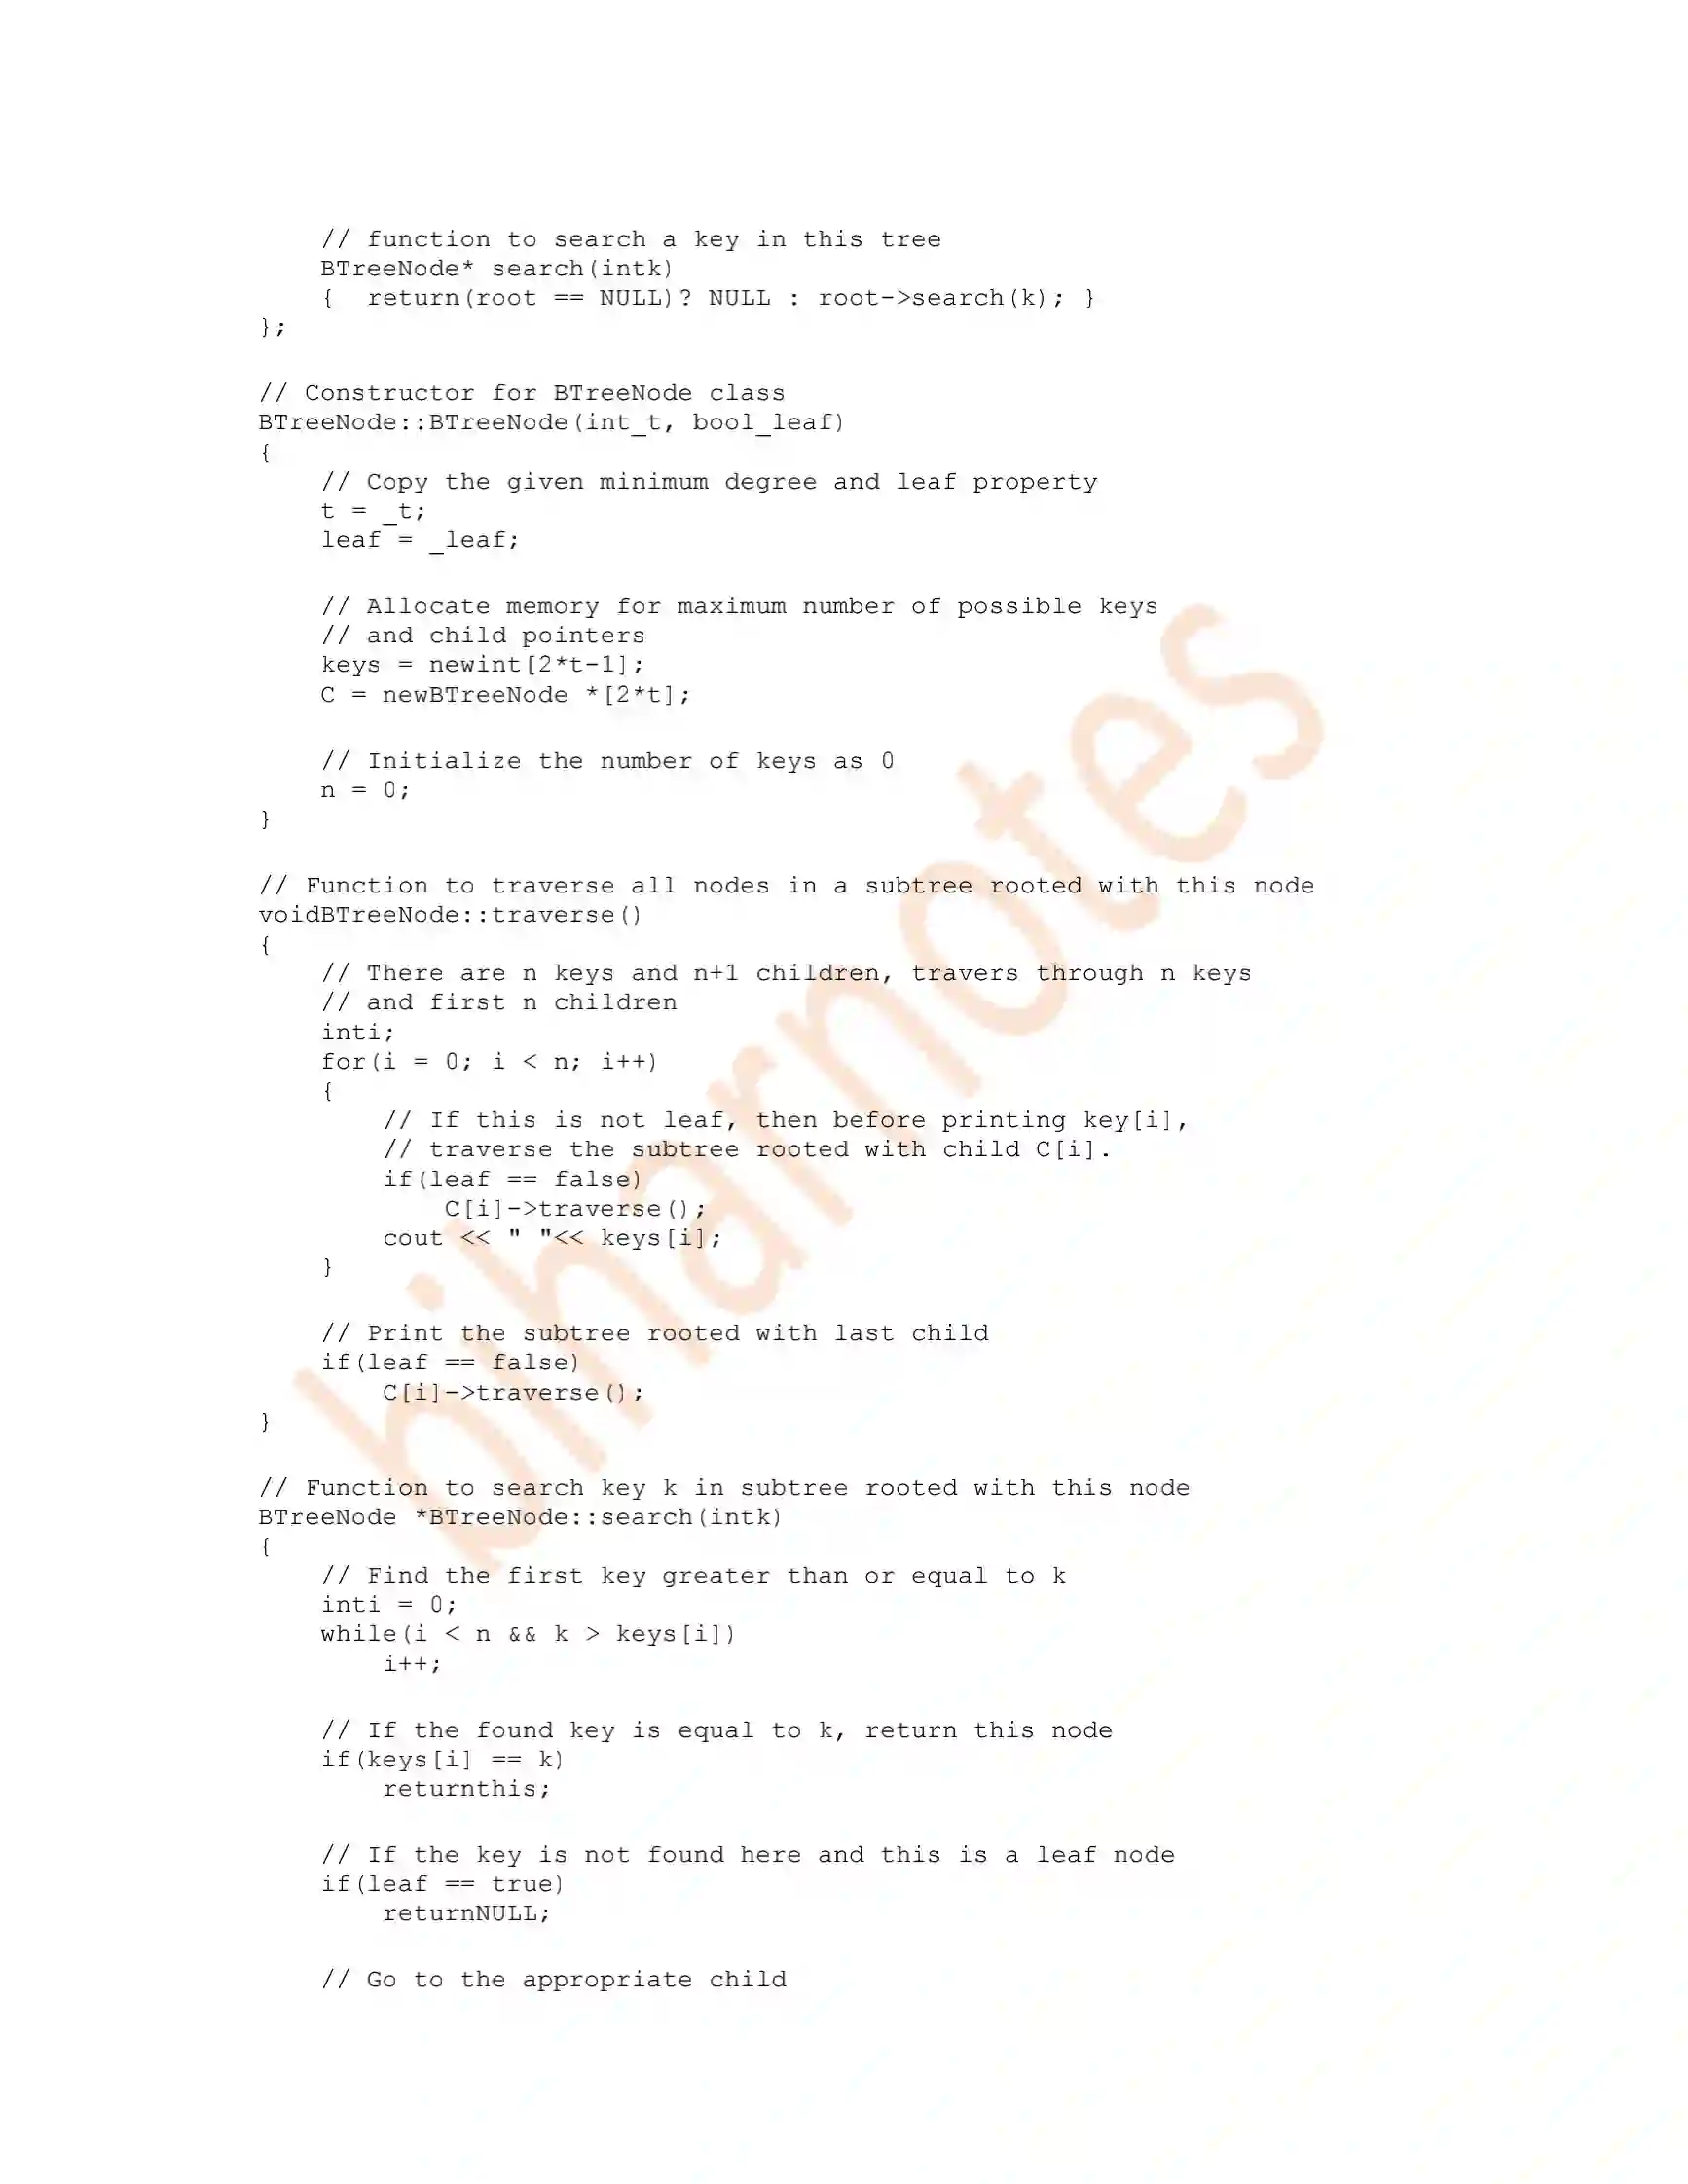 // function to search a key in this tree
BTreeNode* search(intk)
{  return(root == NULL)? NULL : root->search(k); }
};
// Constructor for BTreeNode class
BTreeNode::BTreeNode(int_t, bool_leaf)
{
// Copy the given minimum degree and leaf property
t = _t;
leaf = _leaf;
// Allocate memory for maximum number of possible keys
// and child pointers
keys = newint[2*t-1];
C = newBTreeNode *[2*t];
// Initialize the number of keys as 0
n = 0;
}
// Function to traverse all nodes in a subtree rooted with this node
voidBTreeNode::traverse()
{
// There are n keys and n+1 children, travers through n keys
// and first n children
inti;
for(i = 0; i < n; i++)
{
// If this is not leaf, then before printing key[i],
// traverse the subtree rooted with child C[i].
if(leaf == false)
C[i]->traverse();
cout << " "<< keys[i];
}
// Print the subtree rooted with last child
if(leaf == false)
C[i]->traverse();
}
// Function to search key k in subtree rooted with this node
BTreeNode *BTreeNode::search(intk)
{
// Find the first key greater than or equal to k
inti = 0;
while(i < n && k > keys[i])
i++;
// If the found key is equal to k, return this node
if(keys[i] == k)
returnthis;
// If the key is not found here and this is a leaf node
if(leaf == true)
returnNULL;
// Go to the appropriate child
biharnotes